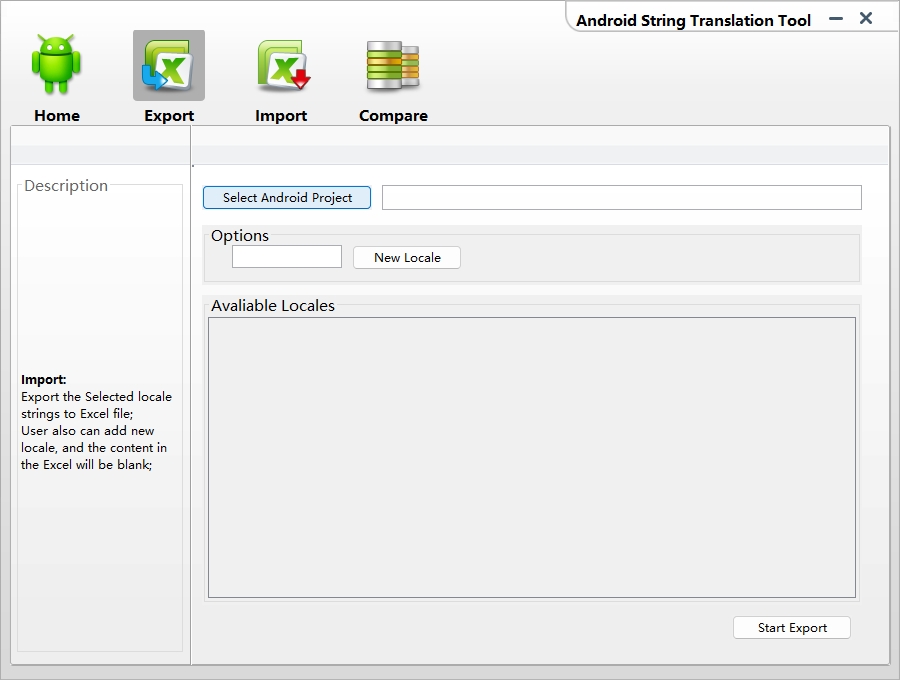 Android String Translation Tool
Home
Export
Import
Compare
Description
Import:
Export the Selected locale
strings to Excel file;
User also can add new
locale, and the content in
the Excel will be blank;
Select Android Project
Options
New Locale
Avaliable Locales
Start Export